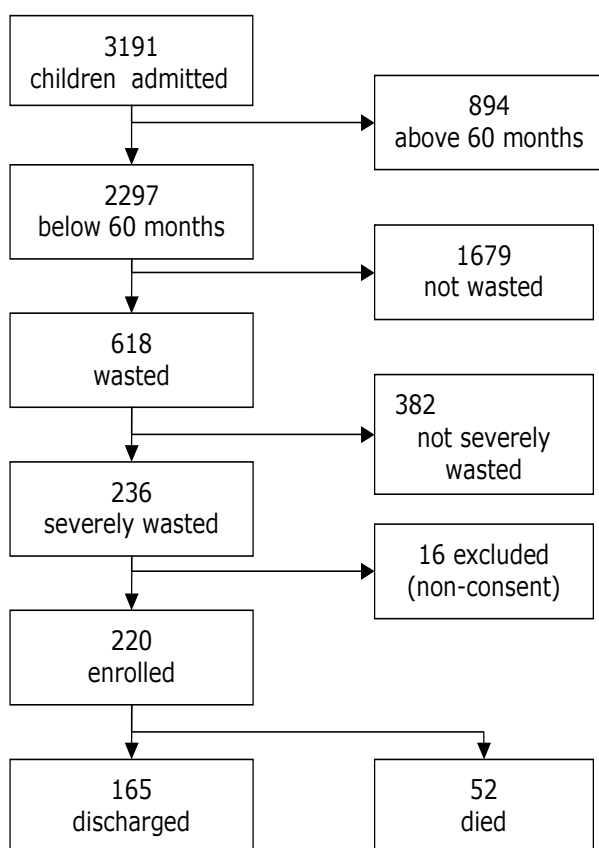 3191
children admitted
894
above 60 months
2297
below 60 months
1679
not wasted
618
wasted
382
not severely
wasted
236
severely wasted
16 excluded
(non-consent)
220
enrolled
165
discharged
52
died